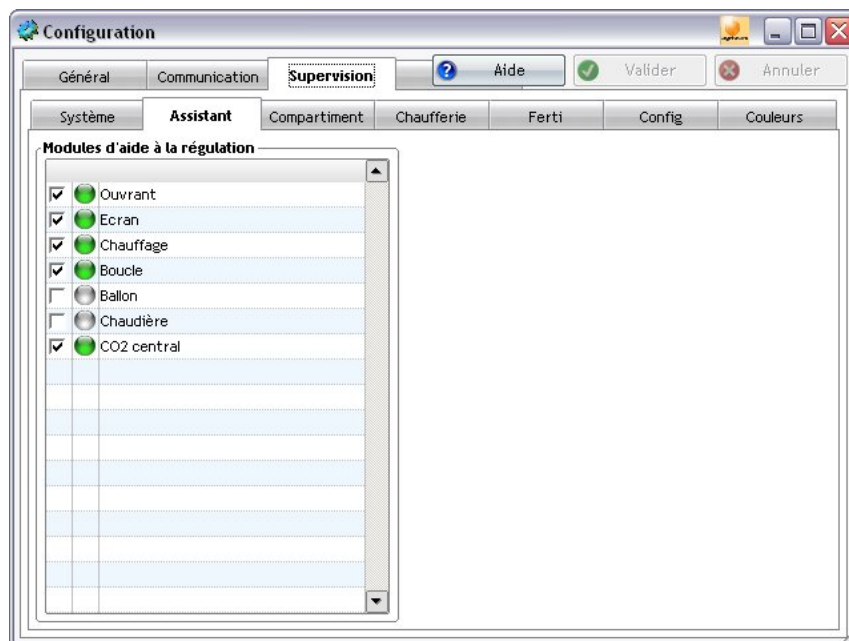 Configuration
Général Communication Supervision Aide Valider Annuler
Système Assistant Compartiment Chaufferie Ferti Config Couleurs
Modules d'aide à la régulation
Ouvrant
Ecran
Chauffage
Boucle
Ballon
Chaudière
CO2 central